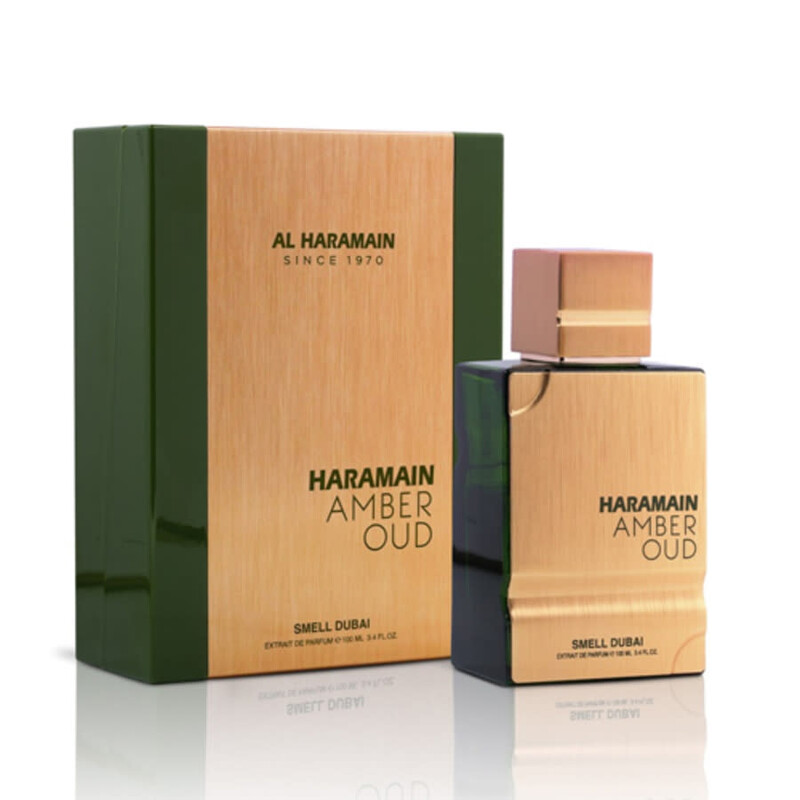 AL HARAMAIN
SINCE 1970
HARAMAIN
AMBER
OUD
SMELL DUBAI
EXTRAIT DE PARFUM ℮ 100 ML 3.4 FL.OZ.
HARAMAIN
AMBER
OUD
SMELL DUBAI
EXTRAIT DE PARFUM ℮ 100 ML 3.4 FL.OZ.